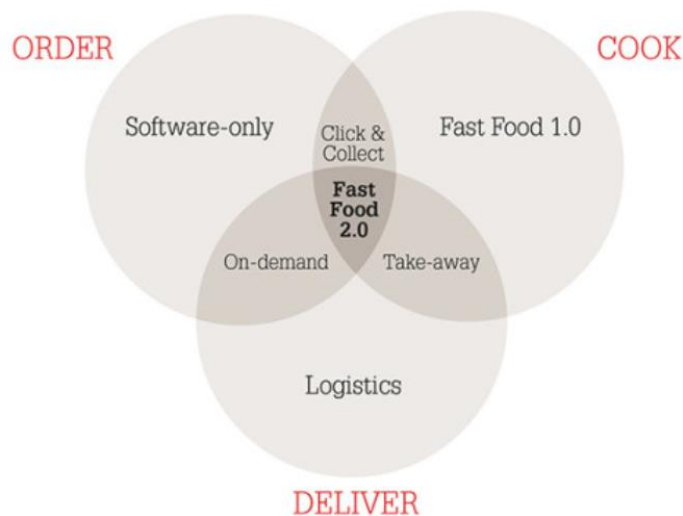 ORDER
COOK
Software-only
Click &
Collect
Fast Food 1.0
Fast
Food
2.0
On-demand
Take-away
Logistics
DELIVER